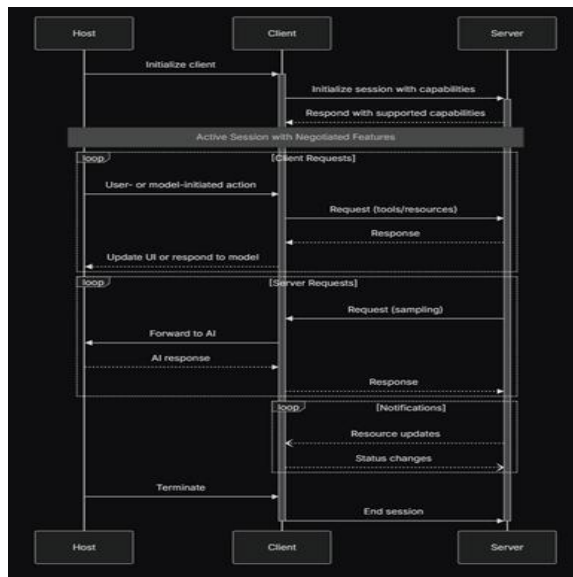 Host Client Server
Initialize client
Initialize session with capabilities
Respond with supported capabilities
Active Session with Negotiated Features
loop [Client Requests]
User- or model-initiated action
Request (tools/resources)
Response
Update UI or respond to model
loop [Server Requests]
Request (sampling)
Forward to AI
AI response
Response
loop [Notifications]
Resource updates
Status changes
Terminate
End session
Host Client Server